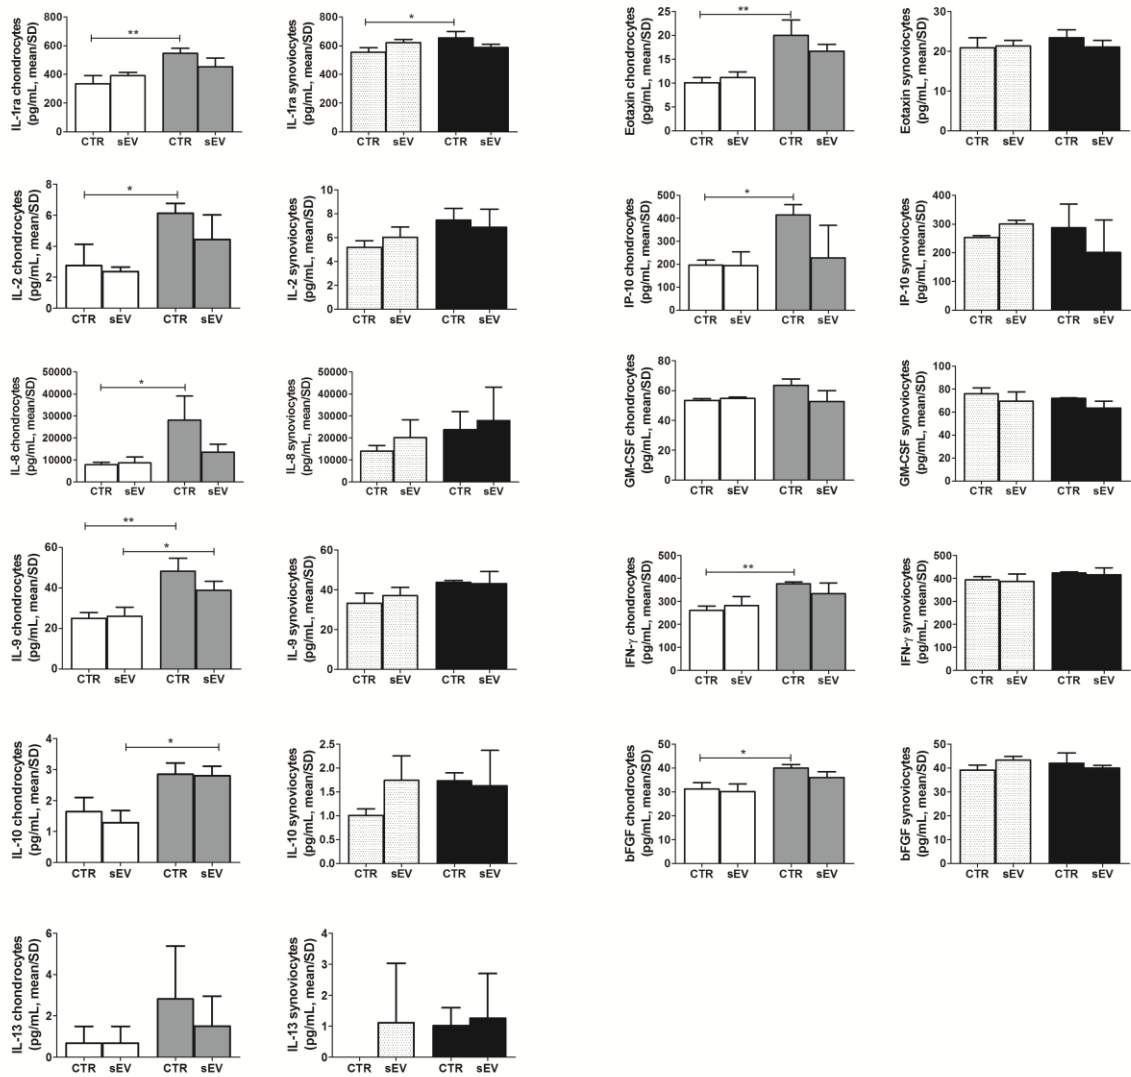 IL-1ra chondrocytes
(pg/mL, mean/SD)
800
600
400
200
0
**
CTR sEV CTR sEV
IL-1ra synoviocytes
(pg/mL, mean/SD)
800
600
400
200
0
*
CTR sEV CTR sEV
Eotaxin chondrocytes
(pg/mL, mean/SD)
25
20
15
10
5
0
**
CTR sEV CTR sEV
Eotaxin synoviocytes
(pg/mL, mean/SD)
30
20
10
0
CTR sEV CTR sEV
IL-2 chondrocytes
(pg/mL, mean/SD)
8
6
4
2
0
*
CTR sEV CTR sEV
IL-2 synoviocytes
(pg/mL, mean/SD)
10
8
6
4
2
0
CTR sEV CTR sEV
IP-10 chondrocytes
(pg/mL, mean/SD)
500
400
300
200
100
0
*
CTR sEV CTR sEV
IP-10 synoviocytes
(pg/mL, mean/SD)
400
300
200
100
0
CTR sEV CTR sEV
IL-8 chondrocytes
(pg/mL, mean/SD)
50000
40000
30000
20000
10000
0
*
CTR sEV CTR sEV
IL-8 synoviocytes
(pg/mL, mean/SD)
50000
40000
30000
20000
10000
0
CTR sEV CTR sEV
GM-CSF chondrocytes
(pg/mL, mean/SD)
80
60
40
20
0
CTR sEV CTR sEV
GM-CSF synoviocytes
(pg/mL, mean/SD)
100
80
60
40
20
0
CTR sEV CTR sEV
IL-9 chondrocytes
(pg/mL, mean/SD)
60
40
20
0
**
*
CTR sEV CTR sEV
IL-9 synoviocytes
(pg/mL, mean/SD)
60
40
20
0
CTR sEV CTR sEV
IFN-γ chondrocytes
(pg/mL, mean/SD)
500
400
300
200
100
0
**
CTR sEV CTR sEV
IFN-γ synoviocytes
(pg/mL, mean/SD)
500
400
300
200
100
0
CTR sEV CTR sEV
IL-10 chondrocytes
(pg/mL, mean/SD)
4
3
2
1
0
*
CTR sEV CTR sEV
IL-10 synoviocytes
(pg/mL, mean/SD)
2.5
2.0
1.5
1.0
0.5
0.0
CTR sEV CTR sEV
bFGF chondrocytes
(pg/mL, mean/SD)
50
40
30
20
10
0
*
CTR sEV CTR sEV
bFGF synoviocytes
(pg/mL, mean/SD)
50
40
30
20
10
0
CTR sEV CTR sEV
IL-13 chondrocytes
(pg/mL, mean/SD)
6
4
2
0
CTR sEV CTR sEV
IL-13 synoviocytes
(pg/mL, mean/SD)
4
3
2
1
0
CTR sEV CTR sEV